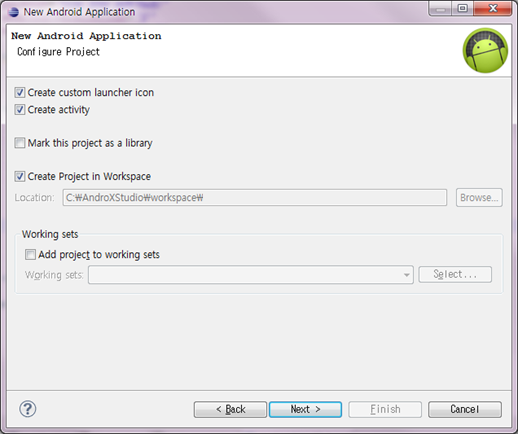 New Android Application
New Android Application
Configure Project
Create custom launcher icon
Create activity
Mark this project as a library
Create Project in Workspace
Location: C:₩AndroXStudio₩workspace₩ Browse...
Working sets
Add project to working sets
Working sets: Select...
? < Back Next > Finish Cancel